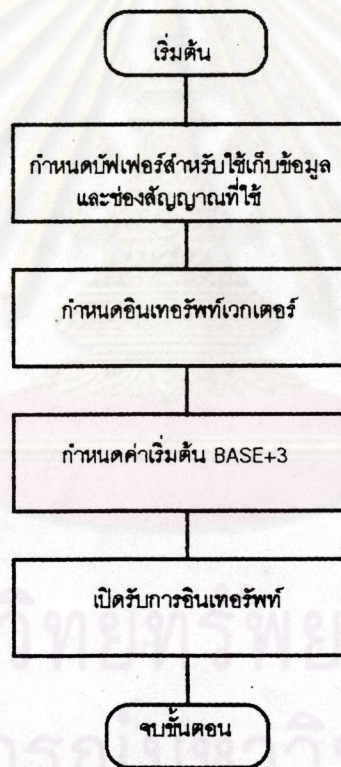 เริ่มต้น
กำหนดบัฟเฟอร์สำหรับใช้เก็บข้อมูล
และช่องสัญญาณที่ใช้
กำหนดอินเทอรัพท์เวกเตอร์
กำหนดค่าเริ่มต้น BASE+3
เปิดรับการอินเทอรัพท์
จบขั้นตอน